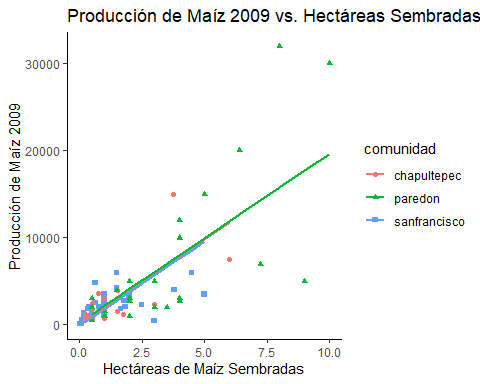 Producción de Maíz 2009 vs. Hectáreas Sembradas
Producción de Maíz 2009
30000
20000
10000
0
0.0
2.5
5.0
7.5
10.0
Hectáreas de Maíz Sembradas
comunidad
chapultepec
paredon
sanfrancisco